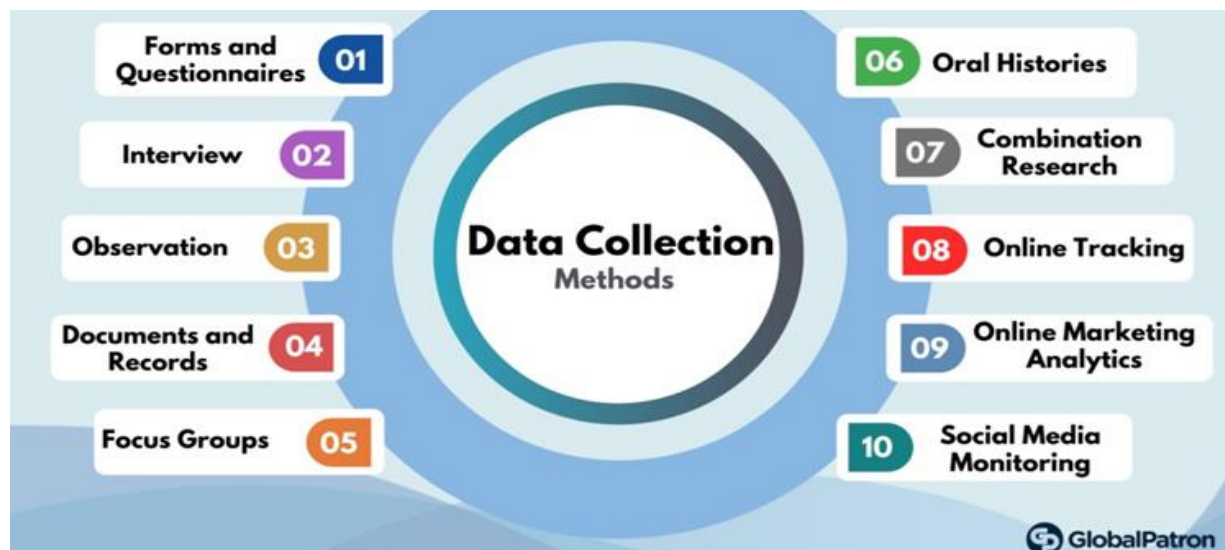 Forms and
Questionnaires
01
Interview
02
Observation
03
Documents and
Records
04
Focus Groups
05
Data Collection
Methods
06
Oral Histories
07
Combination
Research
08
Online Tracking
09
Online Marketing
Analytics
10
Social Media
Monitoring
GlobalPatron